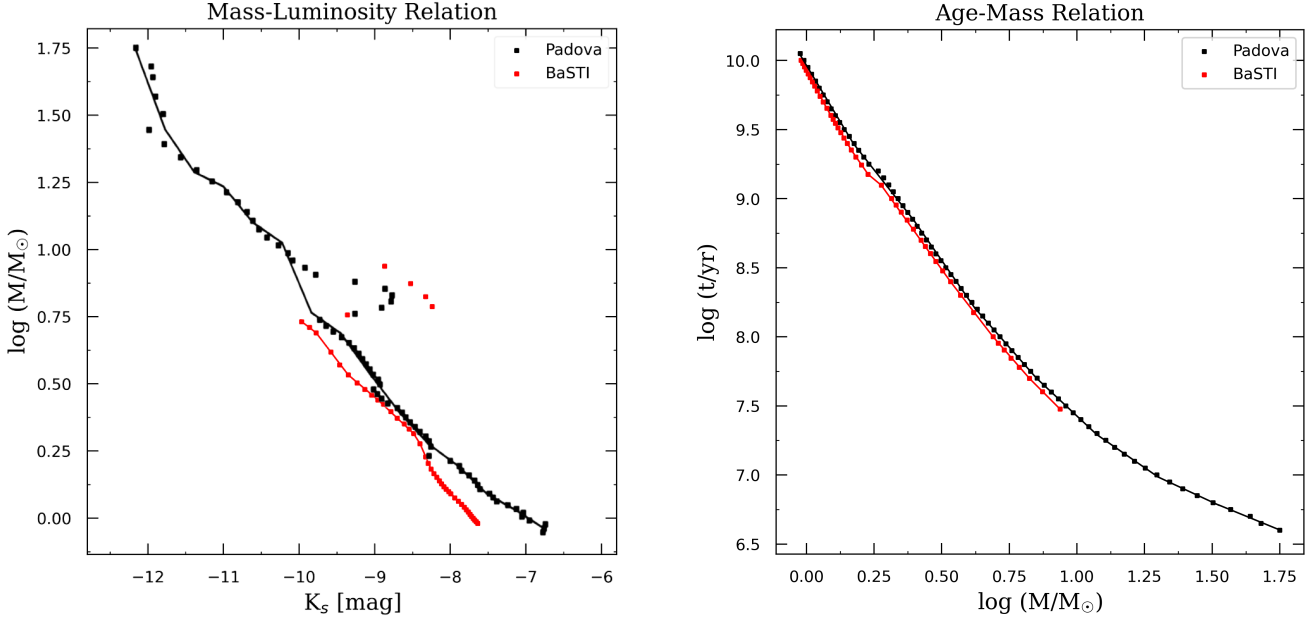 Mass-Luminosity Relation
Padova
BaSTI
1.75
1.50
1.25
1.00
0.75
0.50
0.25
0.00
log (M/M☉)
−12 −11 −10 −9 −8 −7 −6
Kₛ [mag]
Age-Mass Relation
Padova
BaSTI
10.0
9.5
9.0
8.5
8.0
7.5
7.0
6.5
log (t/yr)
0.00 0.25 0.50 0.75 1.00 1.25 1.50 1.75
log (M/M☉)